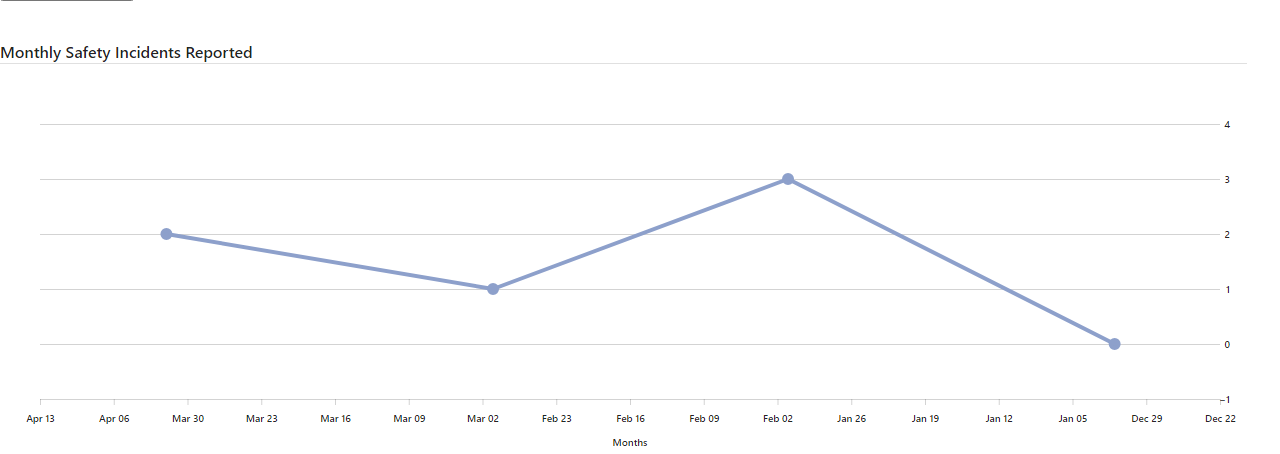 Monthly Safety Incidents Reported
4
3
2
1
0
-1
Apr 13 Apr 06 Mar 30 Mar 23 Mar 16 Mar 09 Mar 02 Feb 23 Feb 16 Feb 09 Feb 02 Jan 26 Jan 19 Jan 12 Jan 05 Dec 29 Dec 22
Months